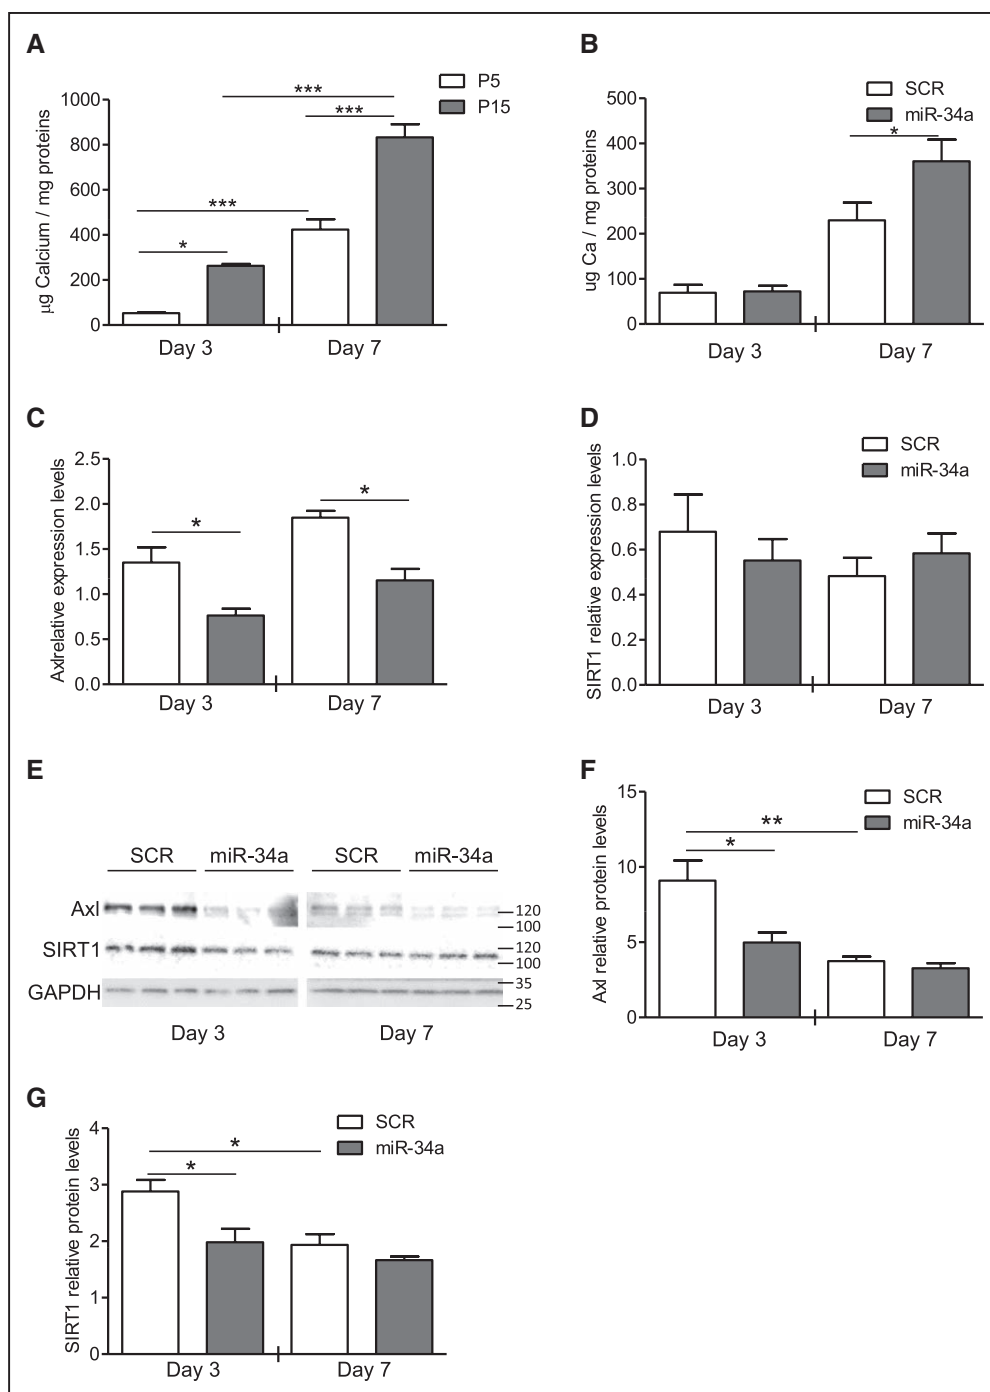 A
P5
P15
μg Calcium / mg proteins
1000
800
600
400
200
0
***
***
***
*
Day 3
Day 7
B
SCR
miR-34a
ug Ca / mg proteins
500
400
300
200
100
0
*
Day 3
Day 7
C
Axlrelative expression levels
2.5
2.0
1.5
1.0
0.5
0.0
*
*
Day 3
Day 7
D
SCR
miR-34a
SIRT1 relative expression levels
1.0
0.8
0.6
0.4
0.2
0.0
Day 3
Day 7
E
SCR miR-34a SCR miR-34a
Axl
120
100
SIRT1
120
100
GAPDH
35
25
Day 3
Day 7
F
SCR
miR-34a
Axl relative protein levels
15
10
5
0
**
*
Day 3
Day 7
G
SCR
miR-34a
SIRT1 relative protein levels
4
3
2
1
0
*
*
Day 3
Day 7